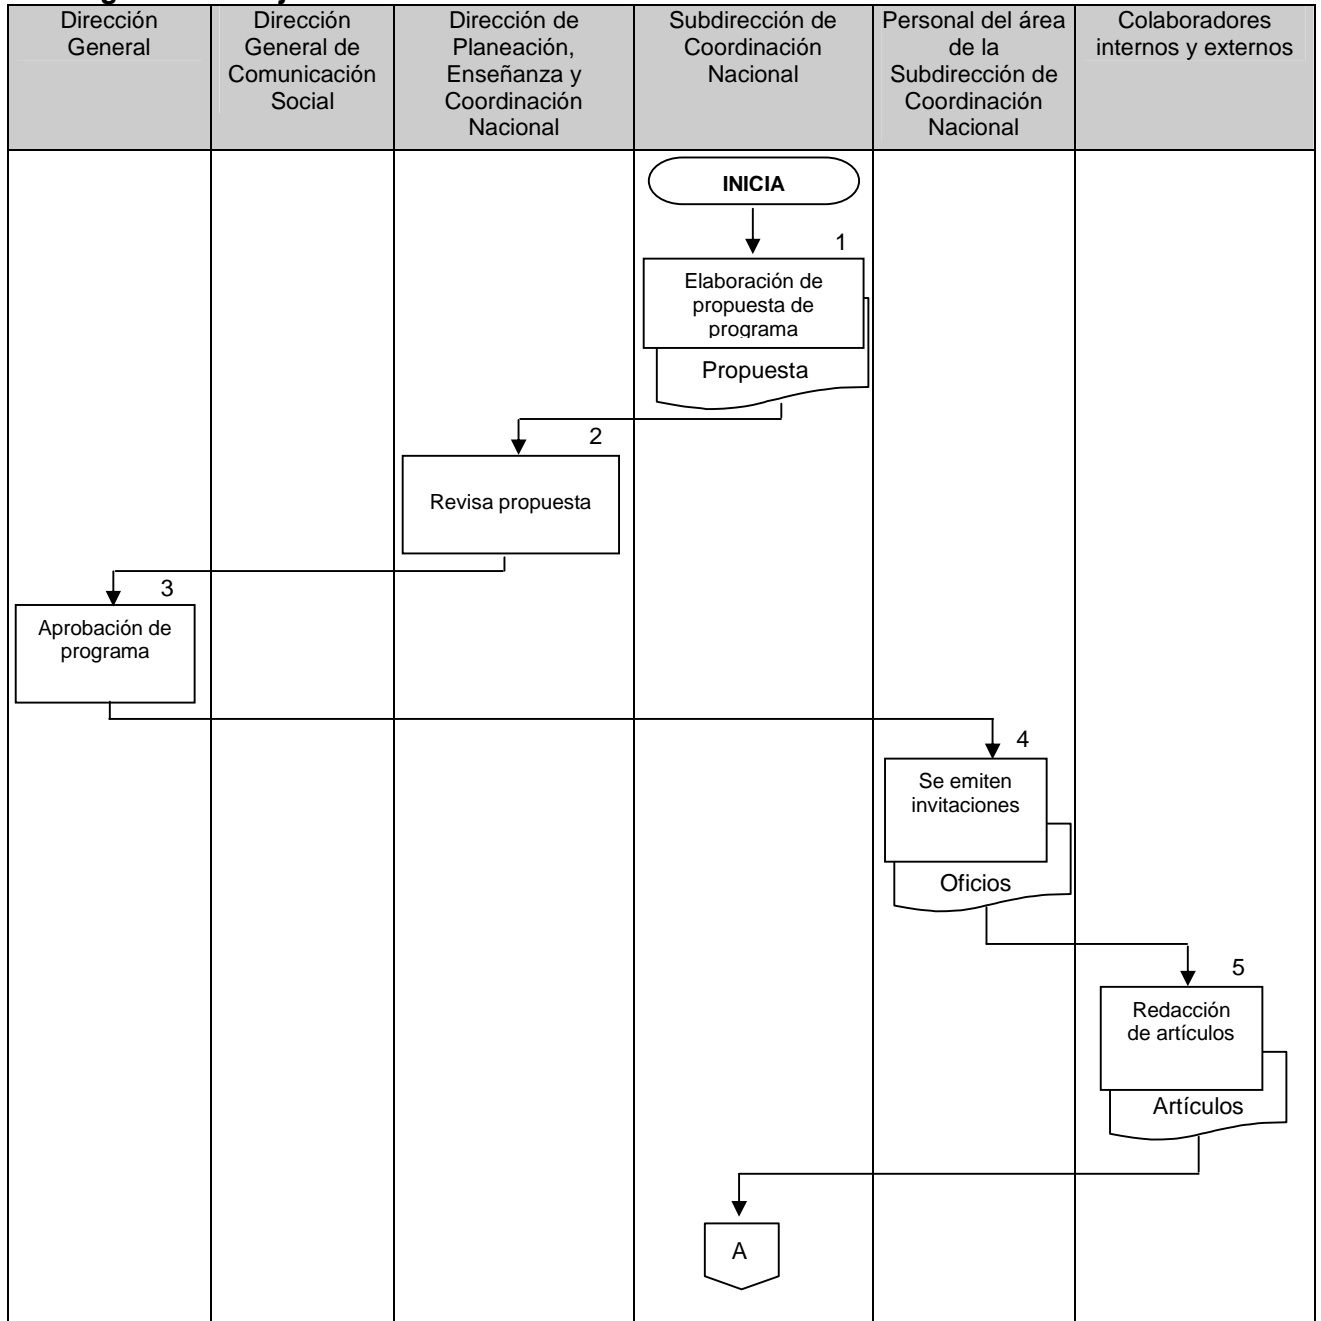 Dirección
General
Dirección
General de
Comunicación
Social
Dirección de
Planeación,
Enseñanza y
Coordinación
Nacional
Subdirección de
Coordinación
Nacional
Personal del área
de la
Subdirección de
Coordinación
Nacional
Colaboradores
internos y externos
INICIA
1
Elaboración de
propuesta de
programa
Propuesta
2
Revisa propuesta
3
Aprobación de
programa
4
Se emiten
invitaciones
Oficios
5
Redacción
de artículos
Artículos
A